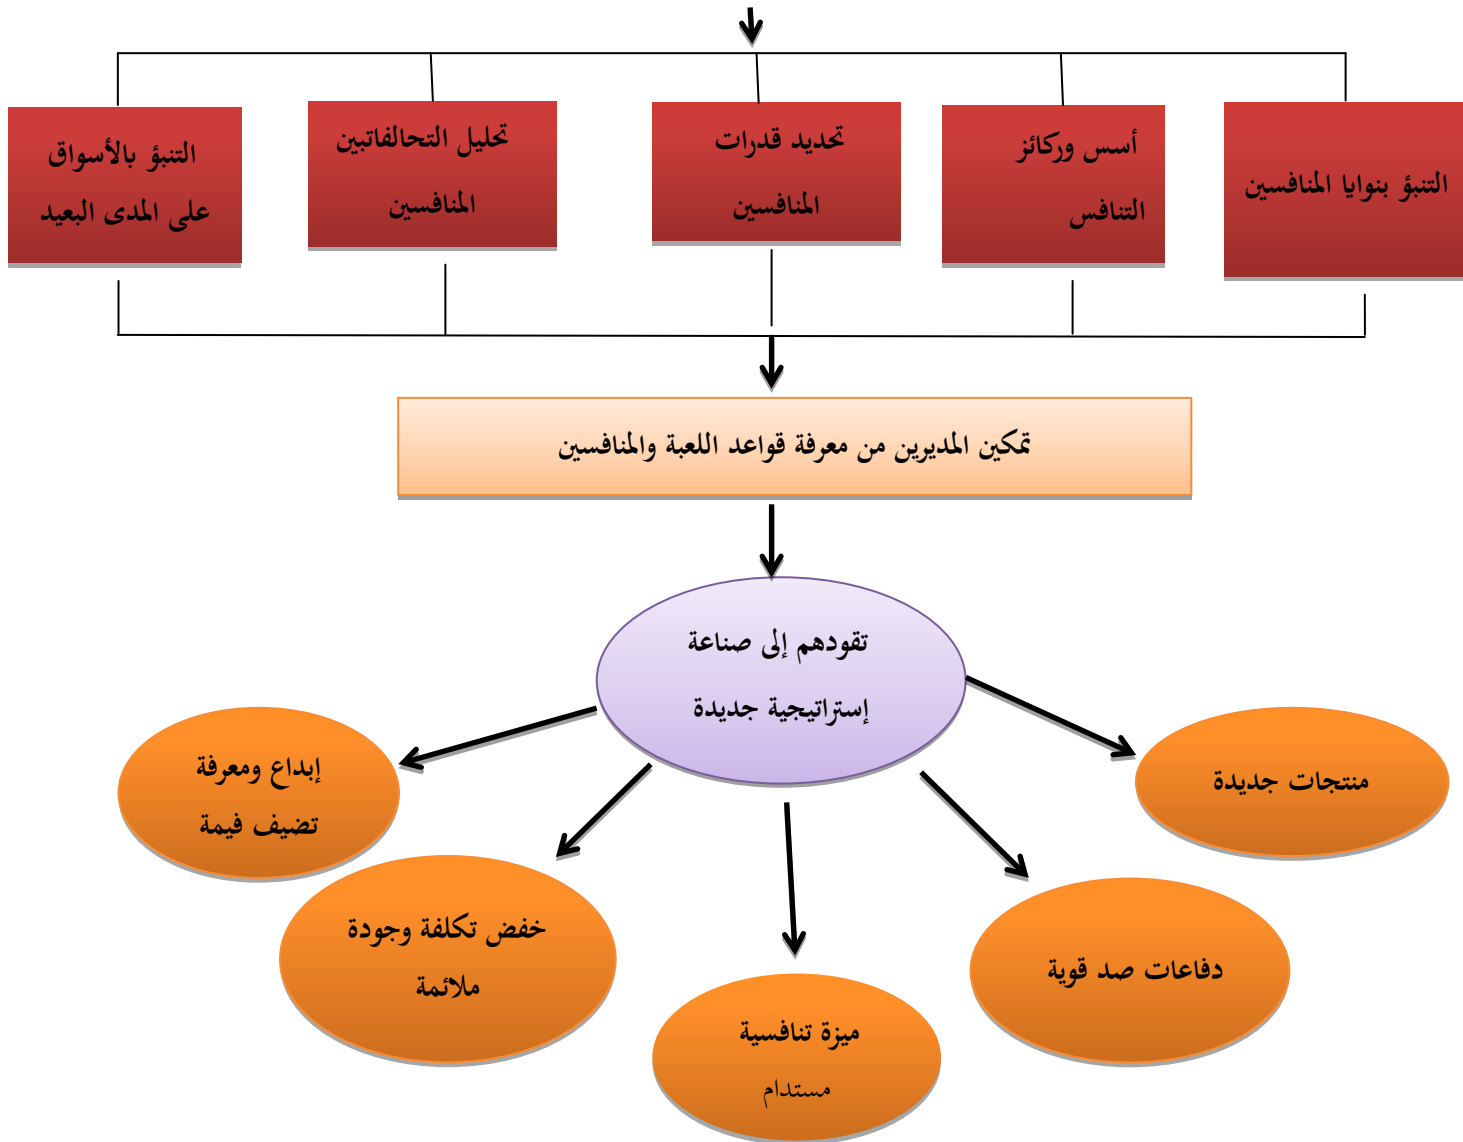 التنبؤ بنوايا المنافسين
أسس وركائز
التنافس
تحديد قدرات
المنافسين
تحليل التحالفاتبين
المنافسين
التنبؤ بالأسواق
على المدى البعيد
تمكين المديرين من معرفة قواعد اللعبة والمنافسين
تقودهم إلى صناعة
إستراتيجية جديدة
منتجات جديدة
دفاعات صد قوية
ميزة تنافسية
مستدام
خفض تكلفة وجودة
ملائمة
إبداع ومعرفة
تضيف فيمة